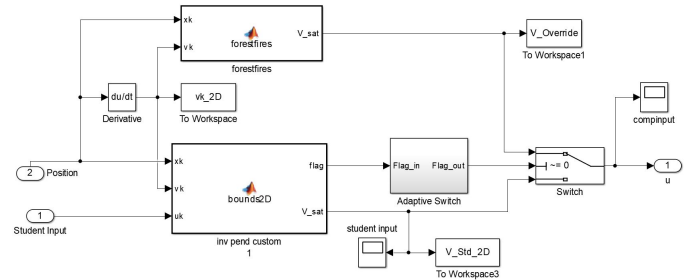 xk
forestfires
V_sat
vk
forestfires
V_Override
To Workspace1
du/dt
Derivative
vk_2D
To Workspace
compinput
2
Position
xk
flag
Flag_in
Flag_out
Adaptive Switch
~= 0
Switch
1
u
vk
bounds2D
1
Student Input
uk
V_sat
inv pend custom
1
student input
V_Std_2D
To Workspace3